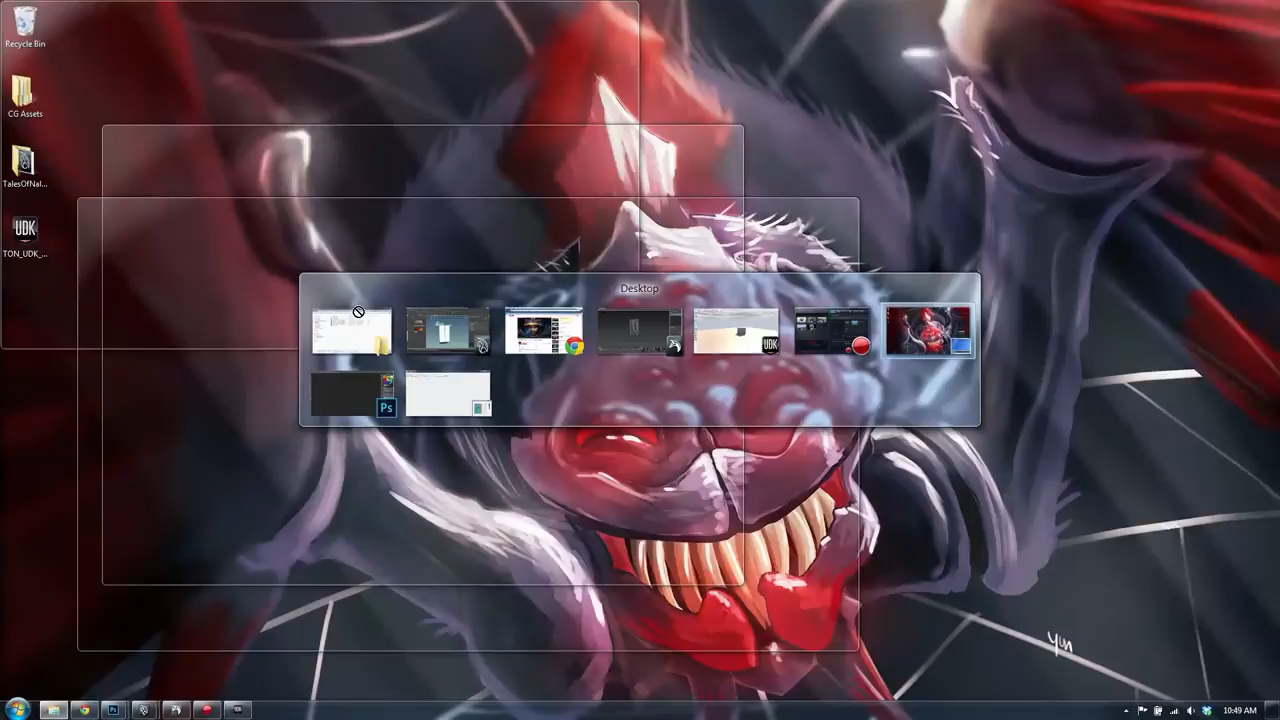 Recycle Bin
CG Assets
TalesOfNal...
UDK
TON_UDK_...
Desktop
UDK
Ps
Yun
10:49 AM